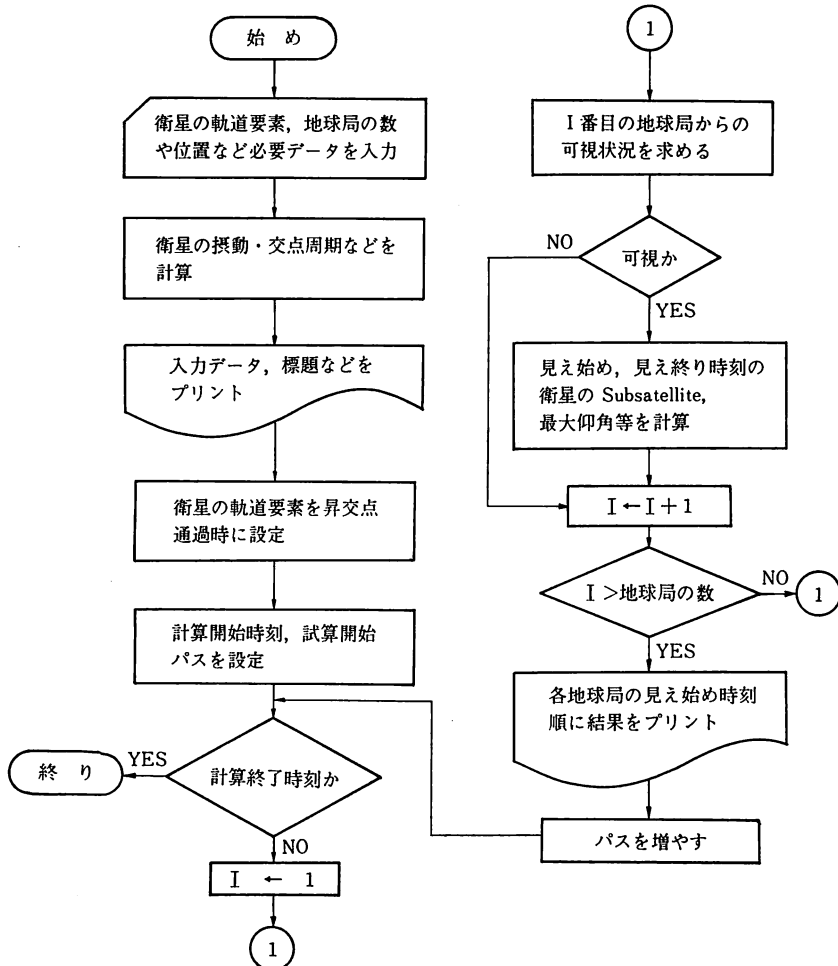 始 め
衛星の軌道要素，地球局の数
や位置など必要データを入力
衛星の摂動・交点周期などを
計算
入力データ，標題などを
プリント
衛星の軌道要素を昇交点
通過時に設定
計算開始時刻，試算開始
パスを設定
計算終了時刻か
YES
終 り
NO
I ← 1
1
1
I番目の地球局からの
可視状況を求める
可視か
NO
YES
見え始め，見え終り時刻の
衛星の Subsatellite,
最大仰角等を計算
I←I＋1
I＞地球局の数
NO
1
YES
各地球局の見え始め時刻
順に結果をプリント
パスを増やす